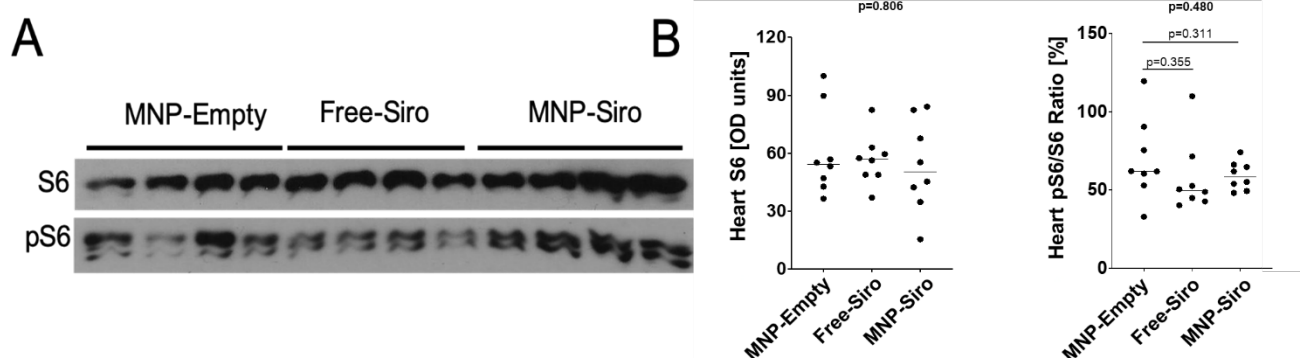 A
MNP-Empty Free-Siro MNP-Siro
S6
pS6
B
p=0.806
Heart S6 [OD units]
120
90
60
30
0
MNP-Empty
Free-Siro
MNP-Siro
p=0.480
p=0.311
p=0.355
Heart pS6/S6 Ratio [%]
150
100
50
0
MNP-Empty
Free-Siro
MNP-Siro